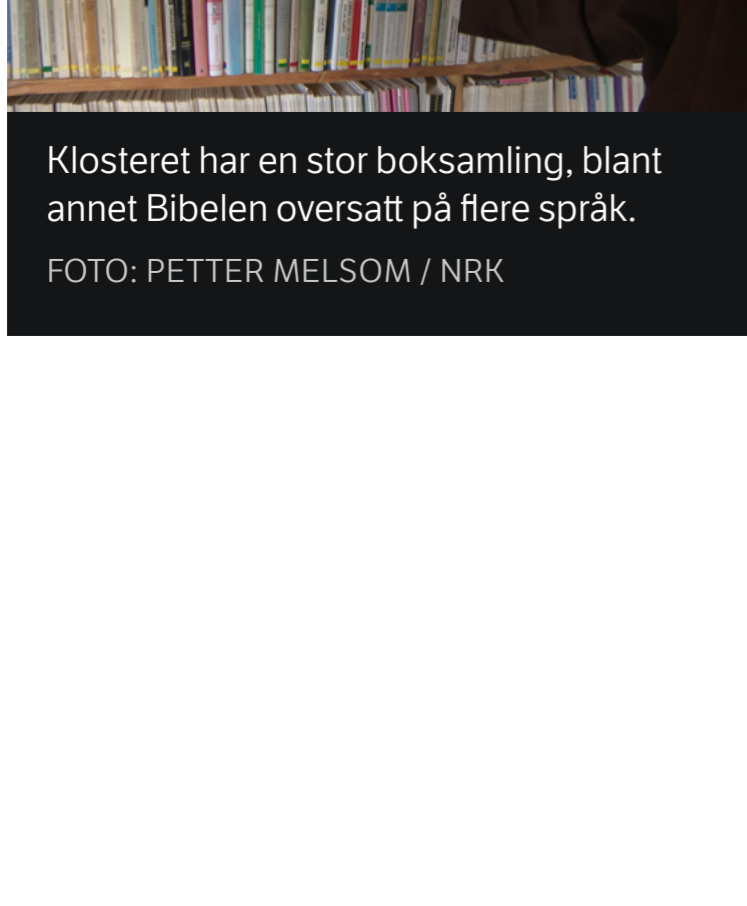 Klosteret har en stor boksamling, blant
annet Bibelen oversatt på flere språk.
FOTO: PETTER MELSOM / NRK